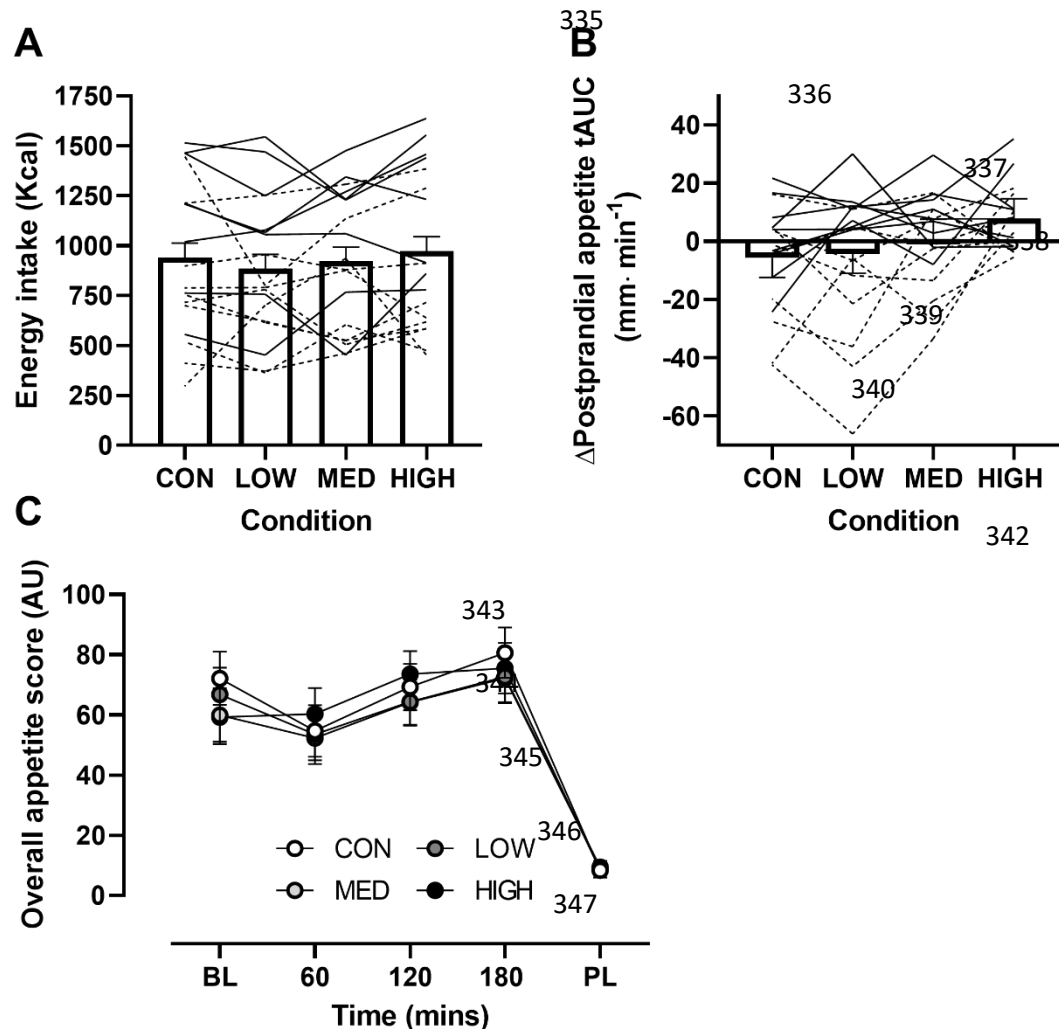 335
A
B
1750
1500
1250
1000
750
500
250
0
Energy intake (Kcal)
CON LOW MED HIGH
Condition
336
337
339
340
40
20
0
-20
-40
-60
ΔPostprandial appetite tAUC
(mm· min⁻¹)
CON LOW MED HIGH
Condition
342
C
100
80
60
40
20
0
Overall appetite score (AU)
343
345
346
347
CON LOW
MED HIGH
BL 60 120 180 PL
Time (mins)